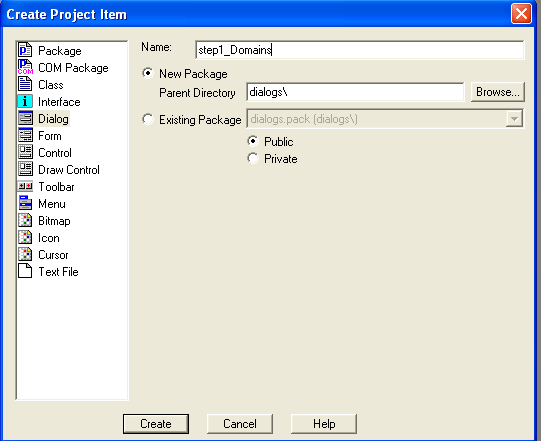 Create Project Item
Package
COM Package
Class
Interface
Dialog
Form
Control
Draw Control
Toolbar
Menu
Bitmap
Icon
Cursor
Text File
Name: step1_Domains
New Package
Parent Directory dialogs\ Browse...
Existing Package dialogs.pack (dialogs\)
Public
Private
Create Cancel Help